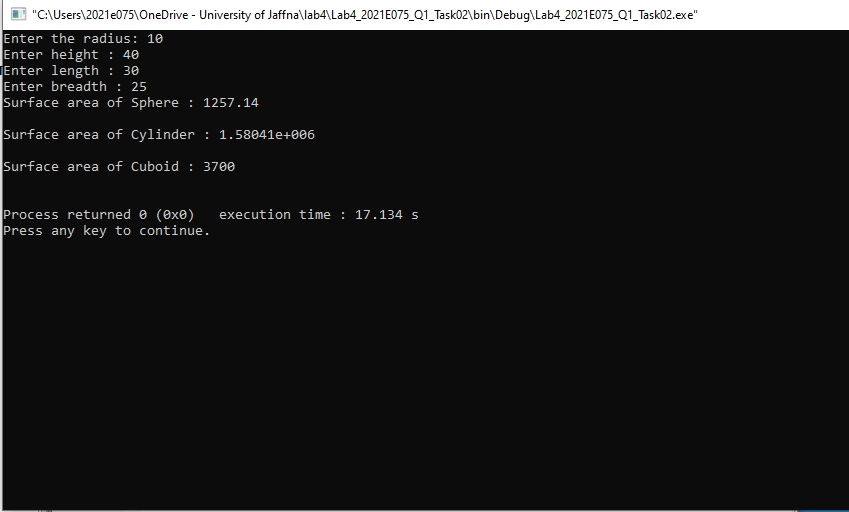 "C:\Users\2021e075\OneDrive - University of Jaffna\lab4\Lab4_2021E075_Q1_Task02\bin\Debug\Lab4_2021E075_Q1_Task02.exe"
Enter the radius: 10
Enter height : 40
Enter length : 30
Enter breadth : 25
Surface area of Sphere : 1257.14
Surface area of Cylinder : 1.58041e+006
Surface area of Cuboid : 3700
Process returned 0 (0x0)   execution time : 17.134 s
Press any key to continue.